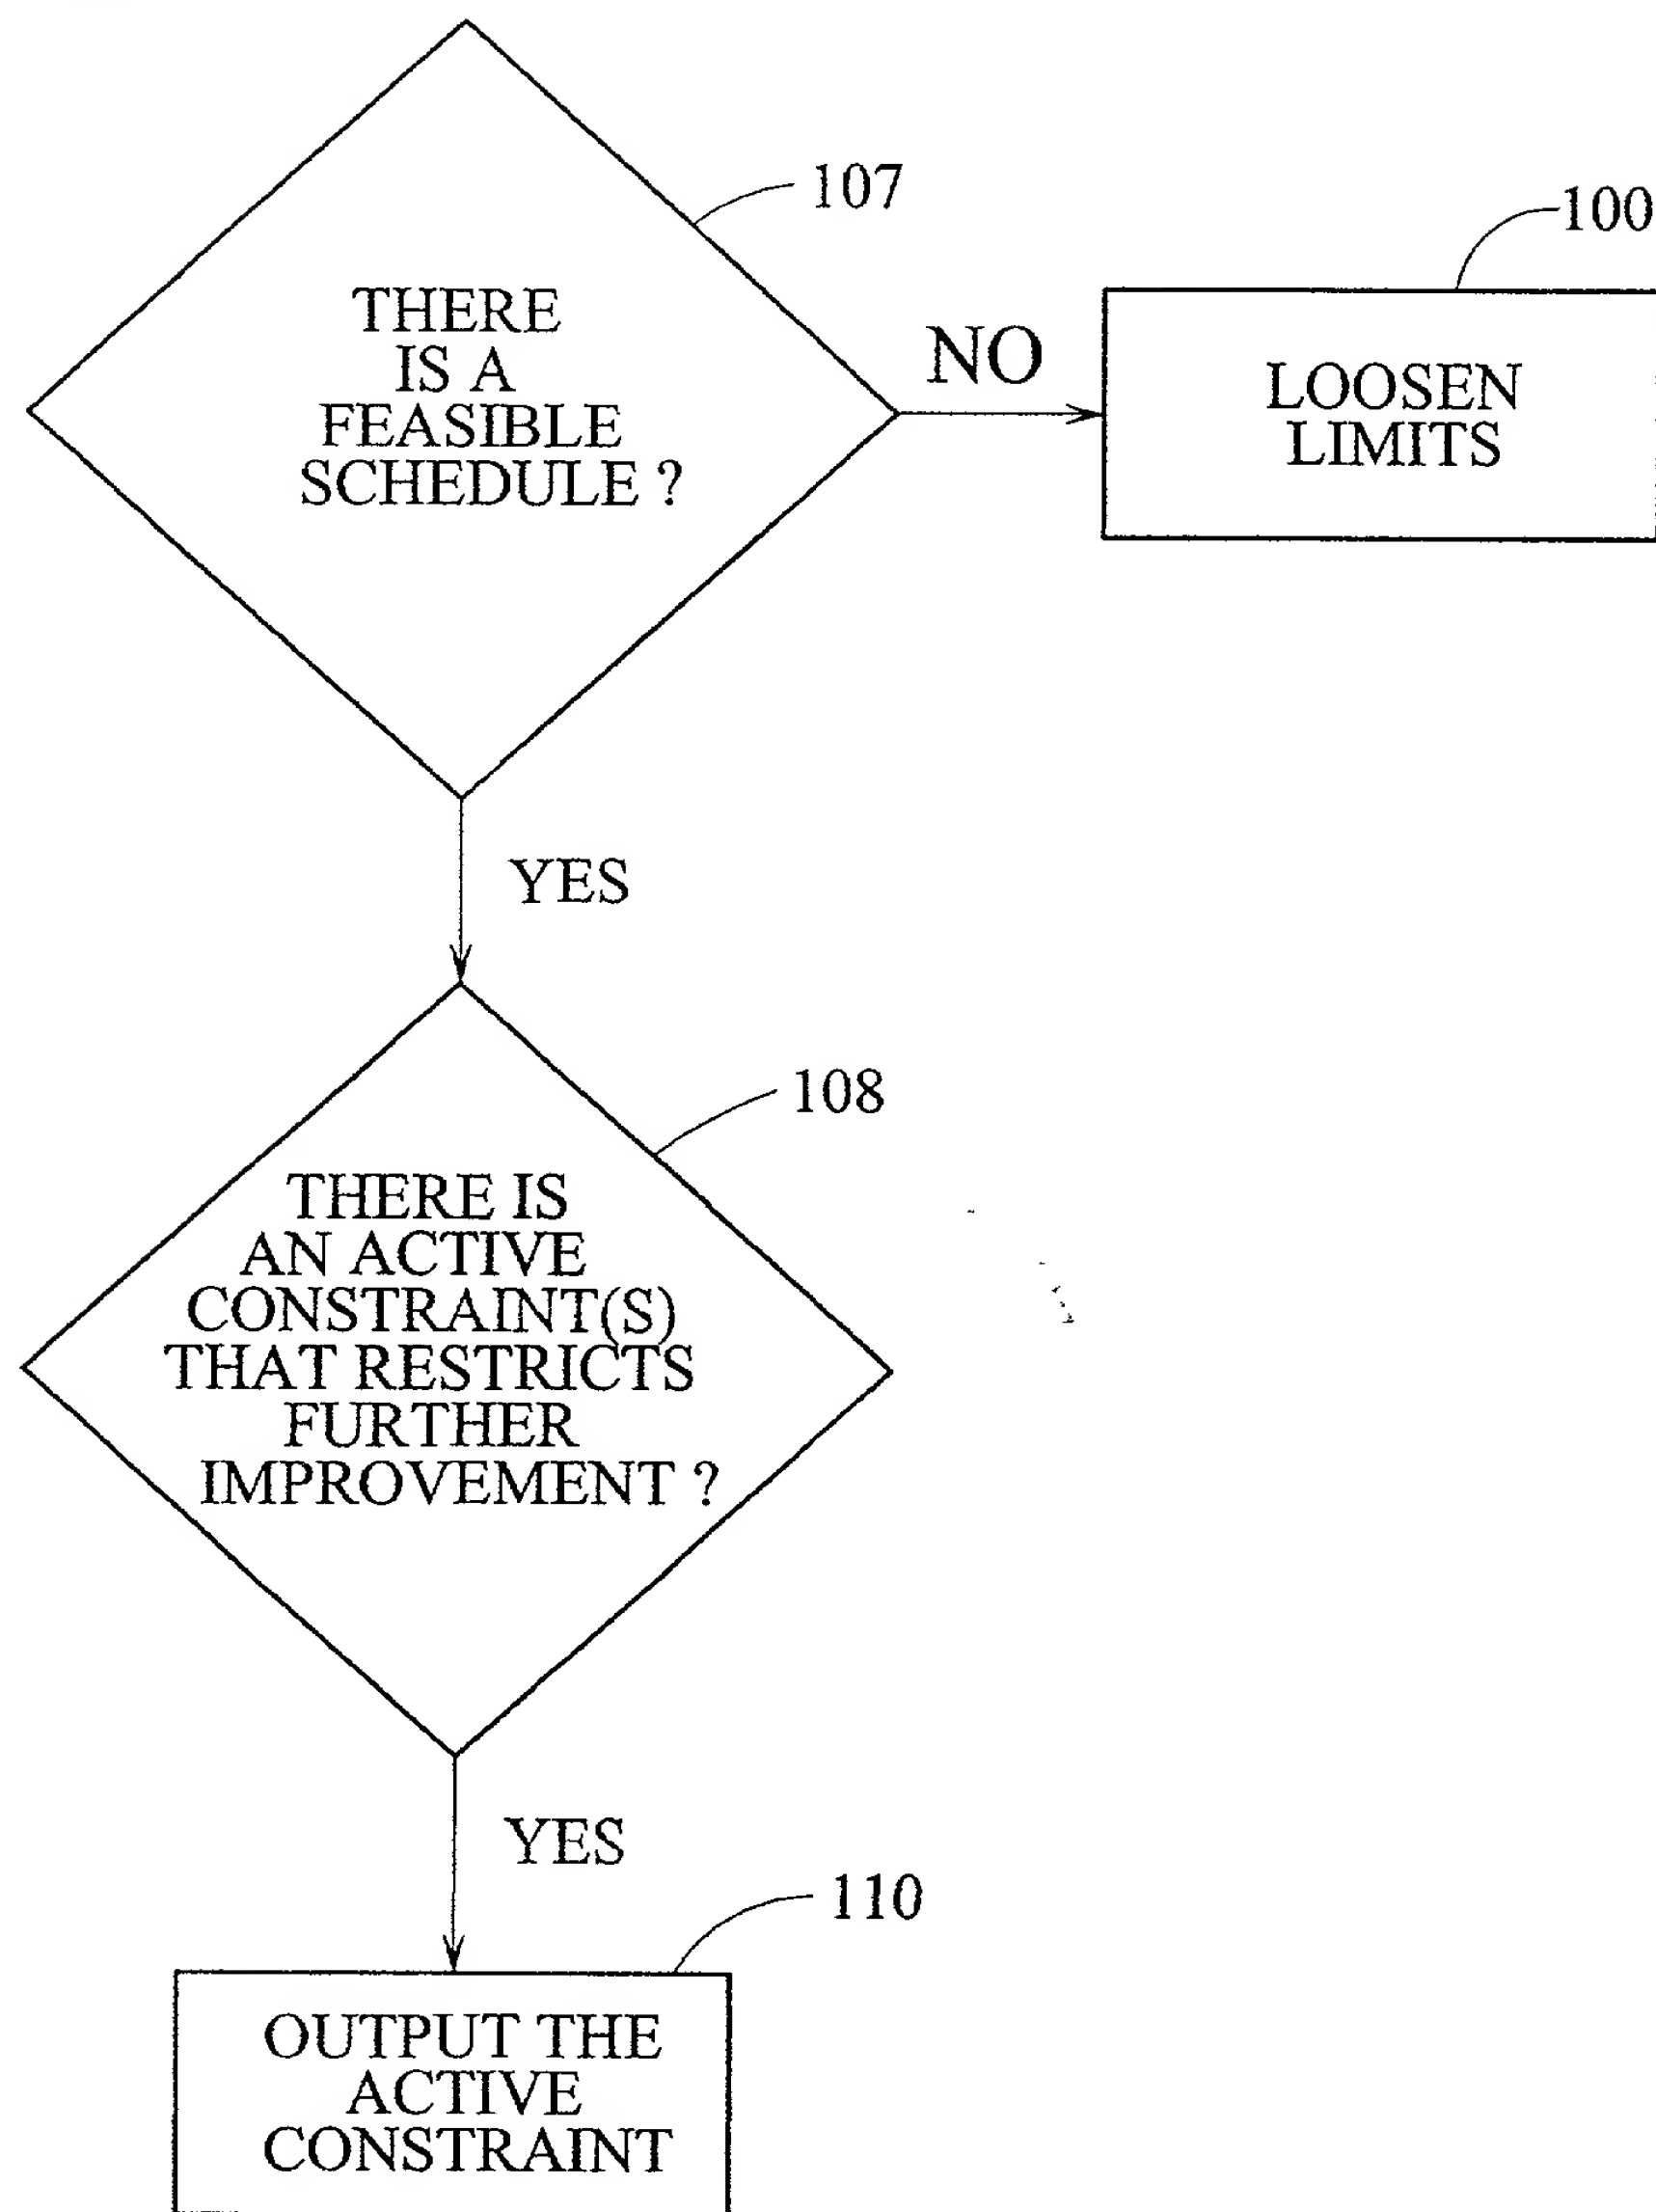 107
100
THERE
IS A
FEASIBLE
SCHEDULE ?
NO
LOOSEN
LIMITS
YES
108
THERE IS
AN ACTIVE
CONSTRAINT(S)
THAT RESTRICTS
FURTHER
IMPROVEMENT ?
YES
110
OUTPUT THE
ACTIVE
CONSTRAINT